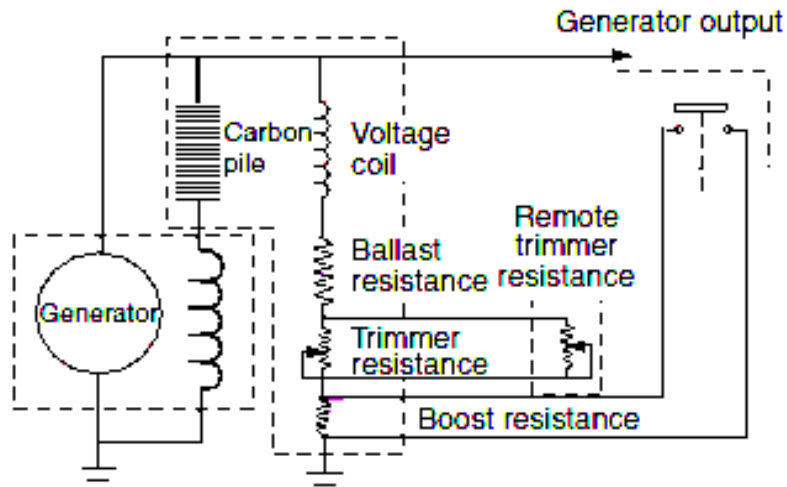 Generator output
Carbon
pile
Voltage
coil
Remote
trimmer
resistance
Ballast
resistance
Generator
Trimmer
resistance
Boost resistance